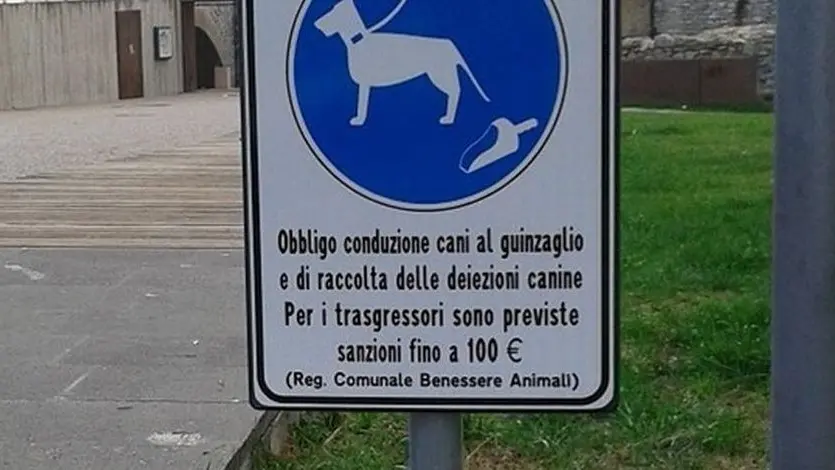 Obbligo conduzione cani al guinzaglio
e di raccolta delle deiezioni canine
Per i trasgressori sono previste
sanzioni fino a 100 €
(Reg. Comunale Benessere Animali)